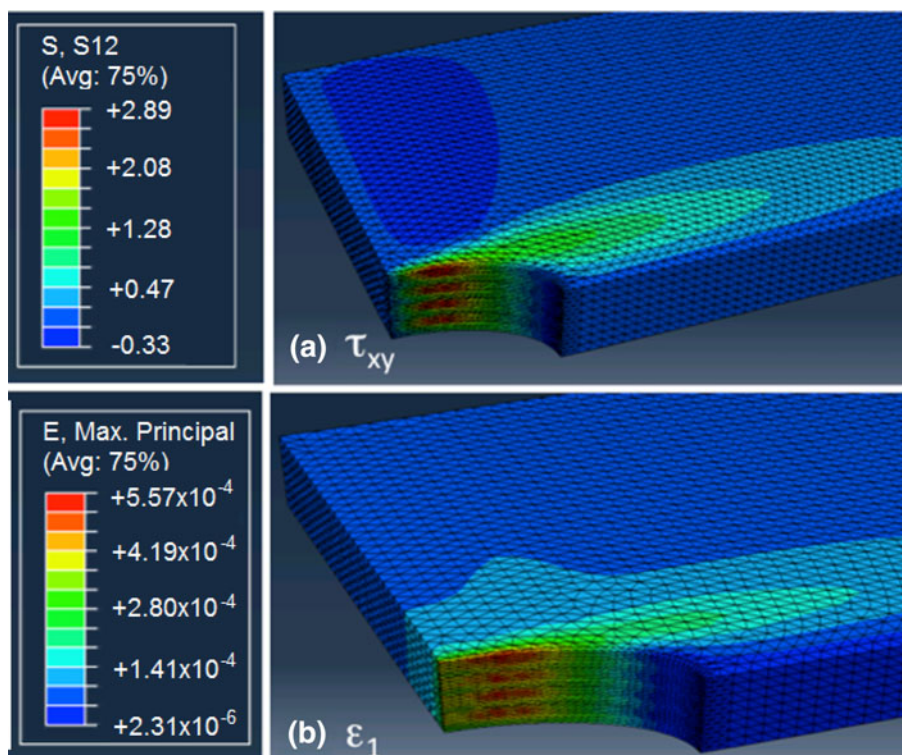 S, S12
(Avg: 75%)
+2.89
+2.08
+1.28
+0.47
-0.33
(a) τxy
E, Max. Principal
(Avg: 75%)
+5.57x10-4
+4.19x10-4
+2.80x10-4
+1.41x10-4
+2.31x10-6
(b) ε1